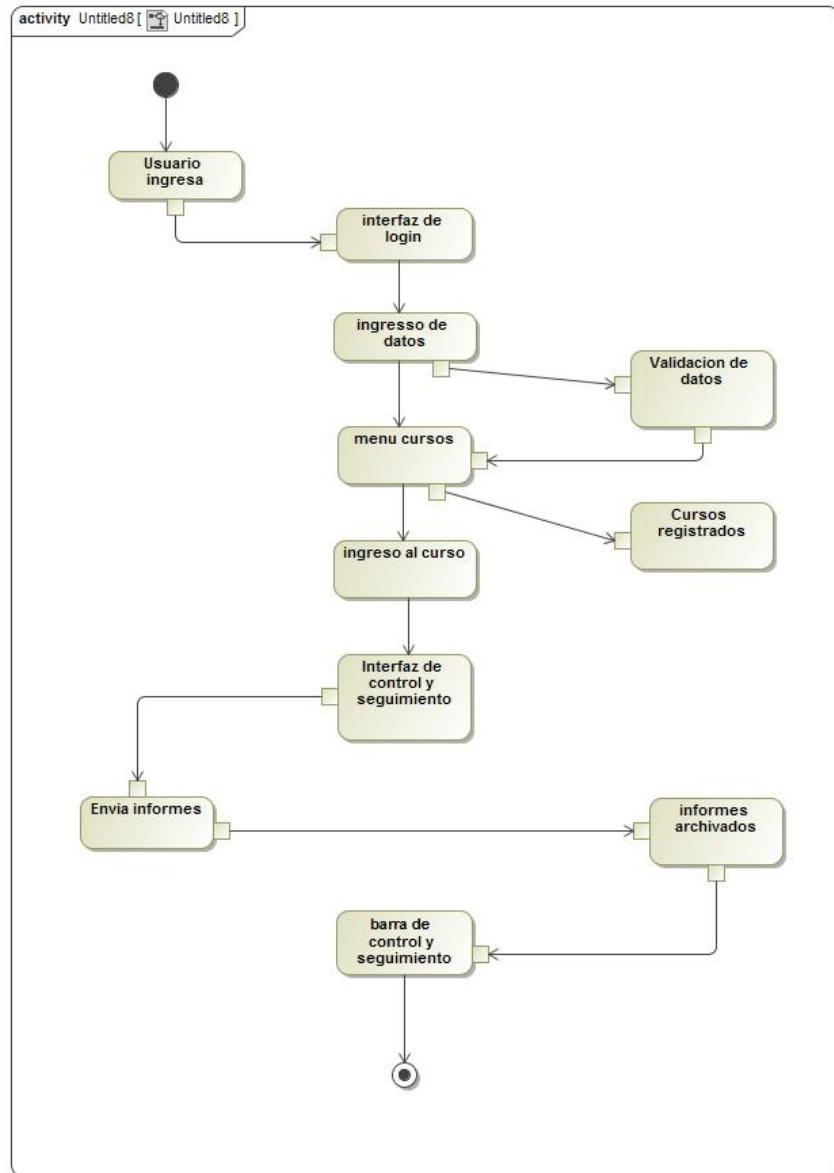 activity Untitled8 [ Untitled8 ]
Usuario
ingresa
interfaz de
login
ingresso de
datos
Validacion de
datos
menu cursos
Cursos
registrados
ingreso al curso
Interfaz de
control y
seguimiento
Envia informes
informes
archivados
barra de
control y
seguimiento